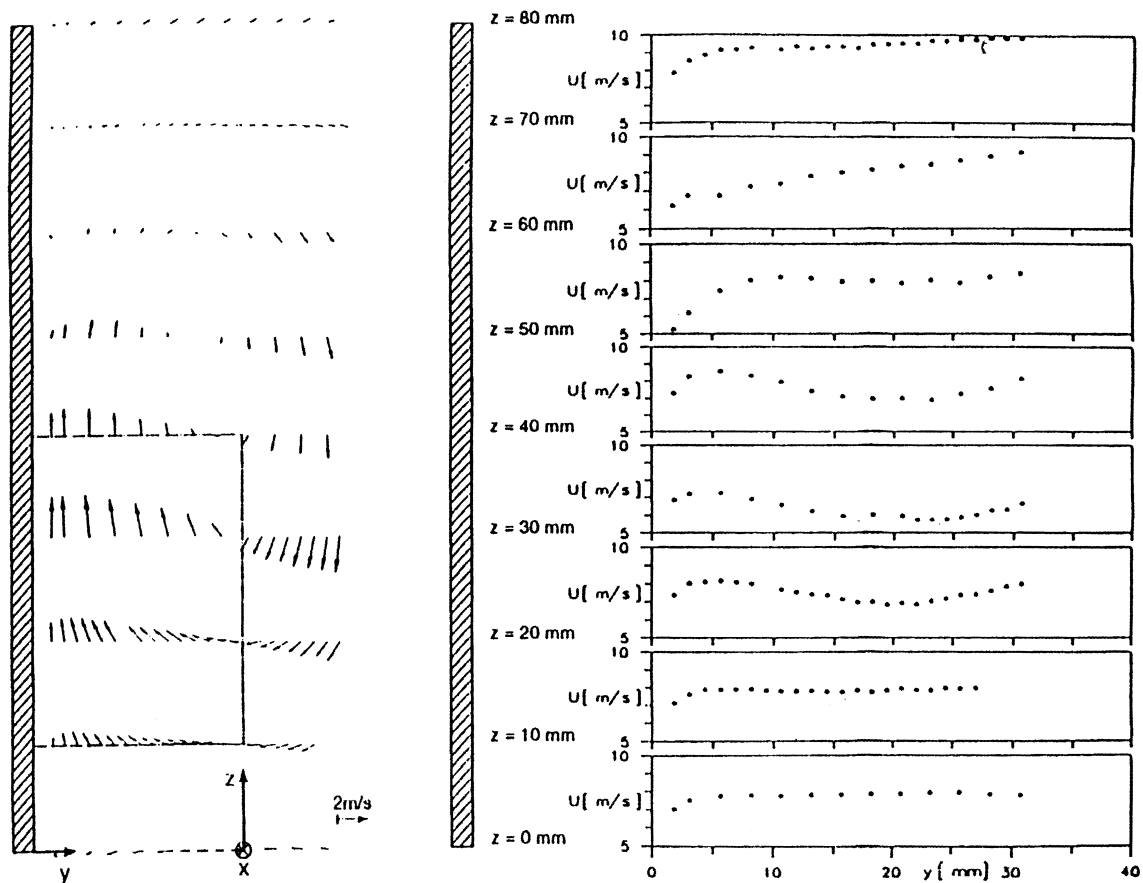 z = 80 mm
10
U[ m/s ]
5
z = 70 mm
10
U[ m/s ]
5
z = 60 mm
10
U[ m/s ]
5
z = 50 mm
10
U[ m/s ]
5
z = 40 mm
10
U[ m/s ]
5
z = 30 mm
10
U[ m/s ]
5
z = 20 mm
10
U[ m/s ]
5
z = 10 mm
10
U[ m/s ]
5
z = 0 mm
z
2m/s
y
x
0
10
20
y[ mm]
30
40